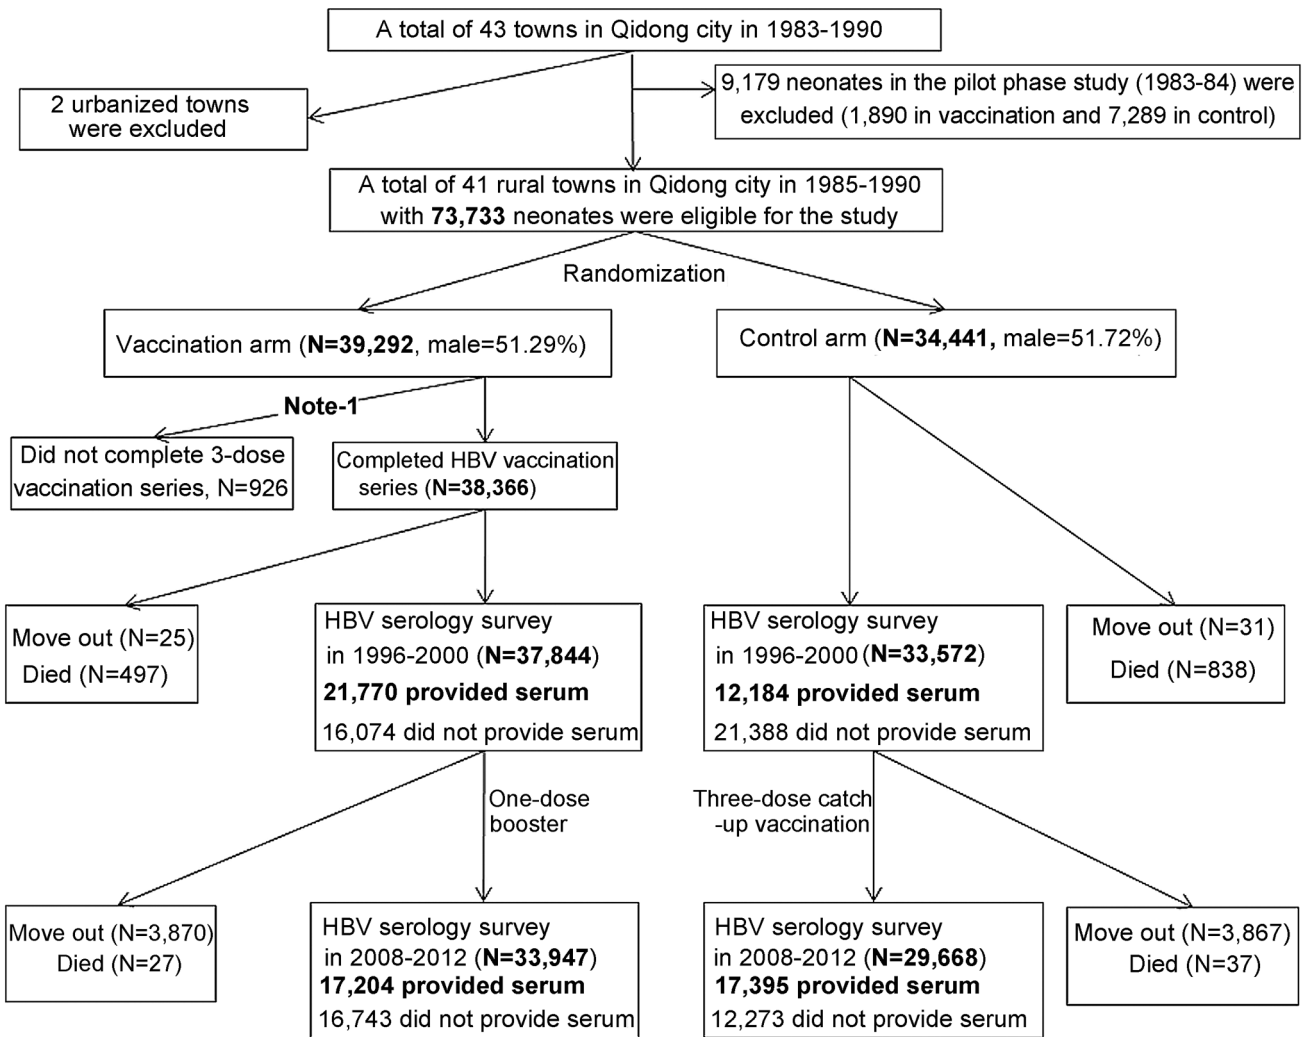 A total of 43 towns in Qidong city in 1983-1990
2 urbanized towns
were excluded
9,179 neonates in the pilot phase study (1983-84) were
excluded (1,890 in vaccination and 7,289 in control)
A total of 41 rural towns in Qidong city in 1985-1990
with 73,733 neonates were eligible for the study
Randomization
Vaccination arm (N=39,292, male=51.29%)
Control arm (N=34,441, male=51.72%)
Note-1
Did not complete 3-dose
vaccination series, N=926
Completed HBV vaccination
series (N=38,366)
Move out (N=25)
Died (N=497)
HBV serology survey
in 1996-2000 (N=37,844)
21,770 provided serum
16,074 did not provide serum
HBV serology survey
in 1996-2000 (N=33,572)
12,184 provided serum
21,388 did not provide serum
Move out (N=31)
Died (N=838)
One-dose
booster
Three-dose catch
-up vaccination
Move out (N=3,870)
Died (N=27)
HBV serology survey
in 2008-2012 (N=33,947)
17,204 provided serum
16,743 did not provide serum
HBV serology survey
in 2008-2012 (N=29,668)
17,395 provided serum
12,273 did not provide serum
Move out (N=3,867)
Died (N=37)